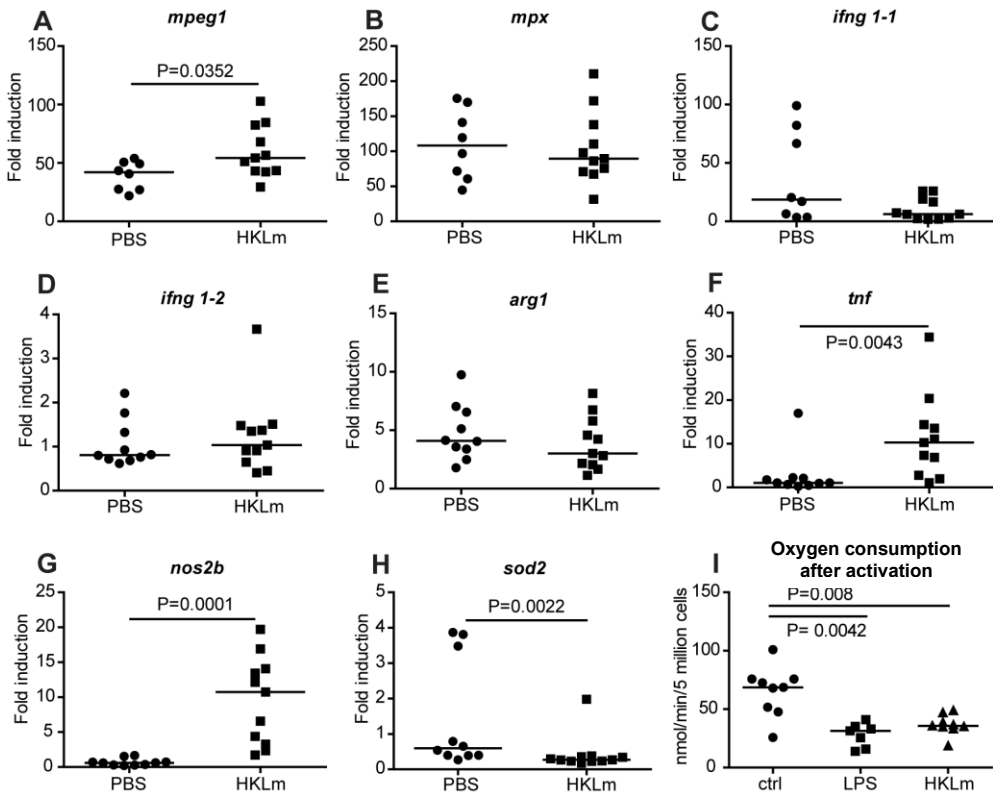 A
mpeg1
Fold induction
150
100
50
0
P=0.0352
PBS
HKLm
B
mpx
Fold induction
250
200
150
100
50
0
PBS
HKLm
C
ifng 1-1
Fold induction
150
100
50
0
PBS
HKLm
D
ifng 1-2
Fold induction
4
3
2
1
0
PBS
HKLm
E
arg1
Fold induction
15
10
5
0
PBS
HKLm
F
tnf
Fold induction
40
30
20
10
0
P=0.0043
PBS
HKLm
G
nos2b
Fold induction
25
20
15
10
5
0
P=0.0001
PBS
HKLm
H
sod2
Fold induction
5
4
3
2
1
0
P=0.0022
PBS
HKLm
I
Oxygen consumption
after activation
nmol/min/5 million cells
150
100
50
0
P=0.008
P= 0.0042
ctrl
LPS
HKLm